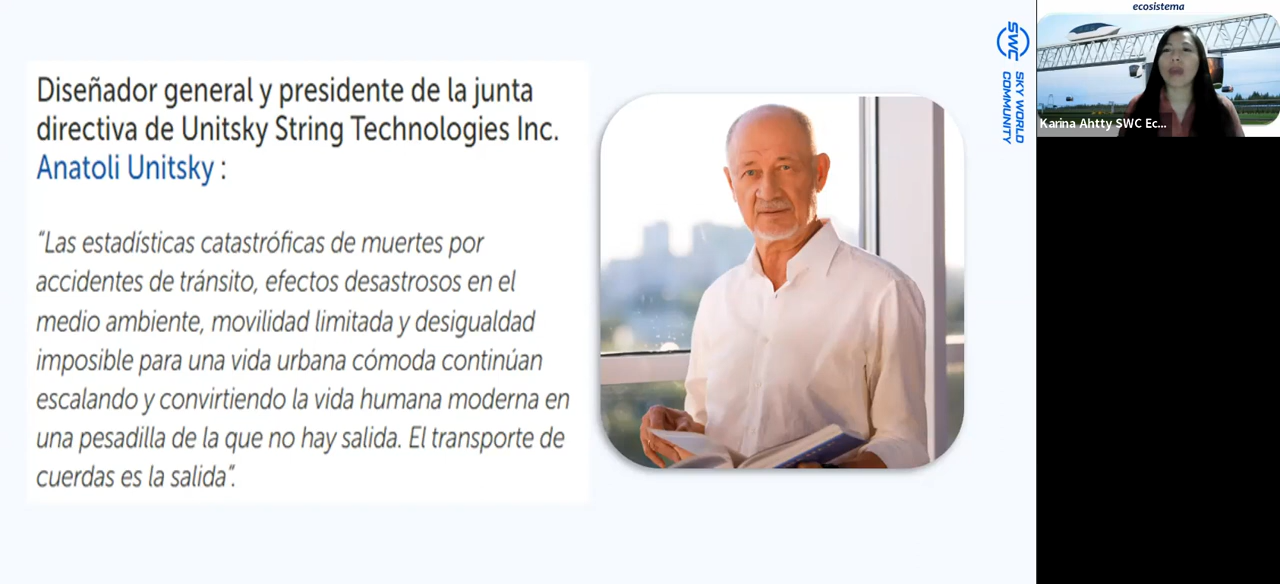 Diseñador general y presidente de la junta
directiva de Unitsky String Technologies Inc.
Anatoli Unitsky :
“Las estadísticas catastróficas de muertes por
accidentes de tránsito, efectos desastrosos en el
medio ambiente, movilidad limitada y desigualdad
imposible para una vida urbana cómoda continúan
escalando y convirtiendo la vida humana moderna en
una pesadilla de la que no hay salida. El transporte de
cuerdas es la salida”.
SWC
SKY WORLD
COMMUNITY
ecosistema
Karina Ahtty SWC Ec...